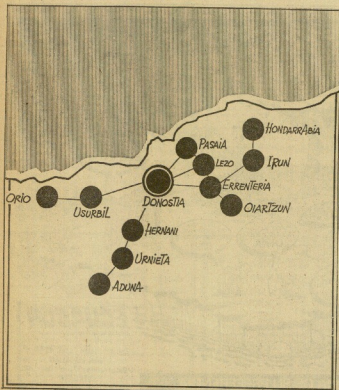 HONDARRABIA
PASAIA
LEZO
IRUN
ERRENTERIA
ORIO
USURBIL
DONOSTIA
OIARTZUN
HERNANI
URNIETA
ADUNA